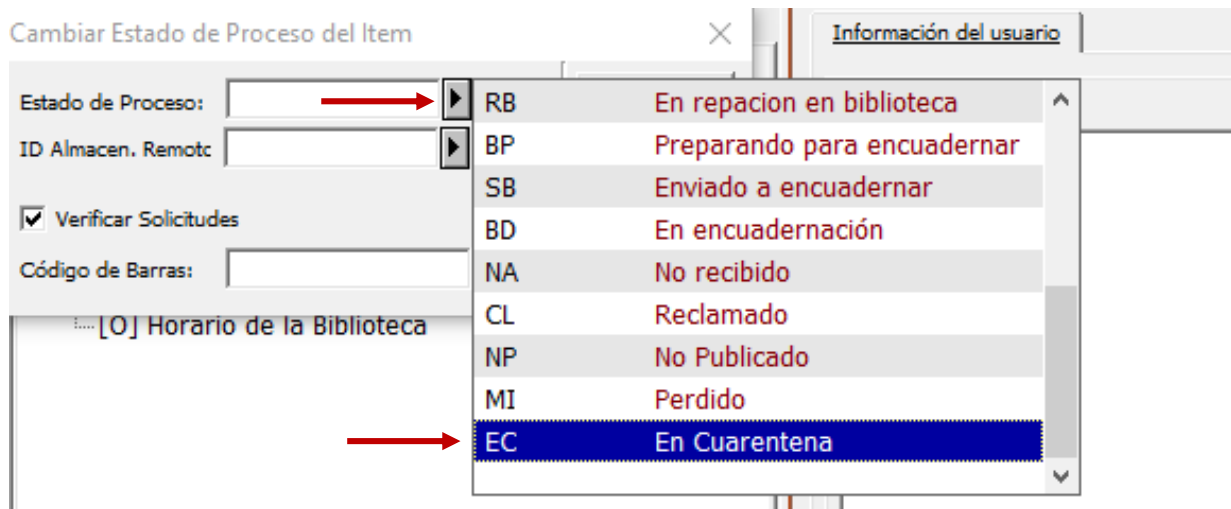 Cambiar Estado de Proceso del Item
Información del usuario
Estado de Proceso:
ID Almacen. Remoto
Verificar Solicitudes
Código de Barras:
[O] Horario de la Biblioteca
RB En repacion en biblioteca
BP Preparando para encuadernar
SB Enviado a encuadernar
BD En encuadernación
NA No recibido
CL Reclamado
NP No Publicado
MI Perdido
EC En Cuarentena